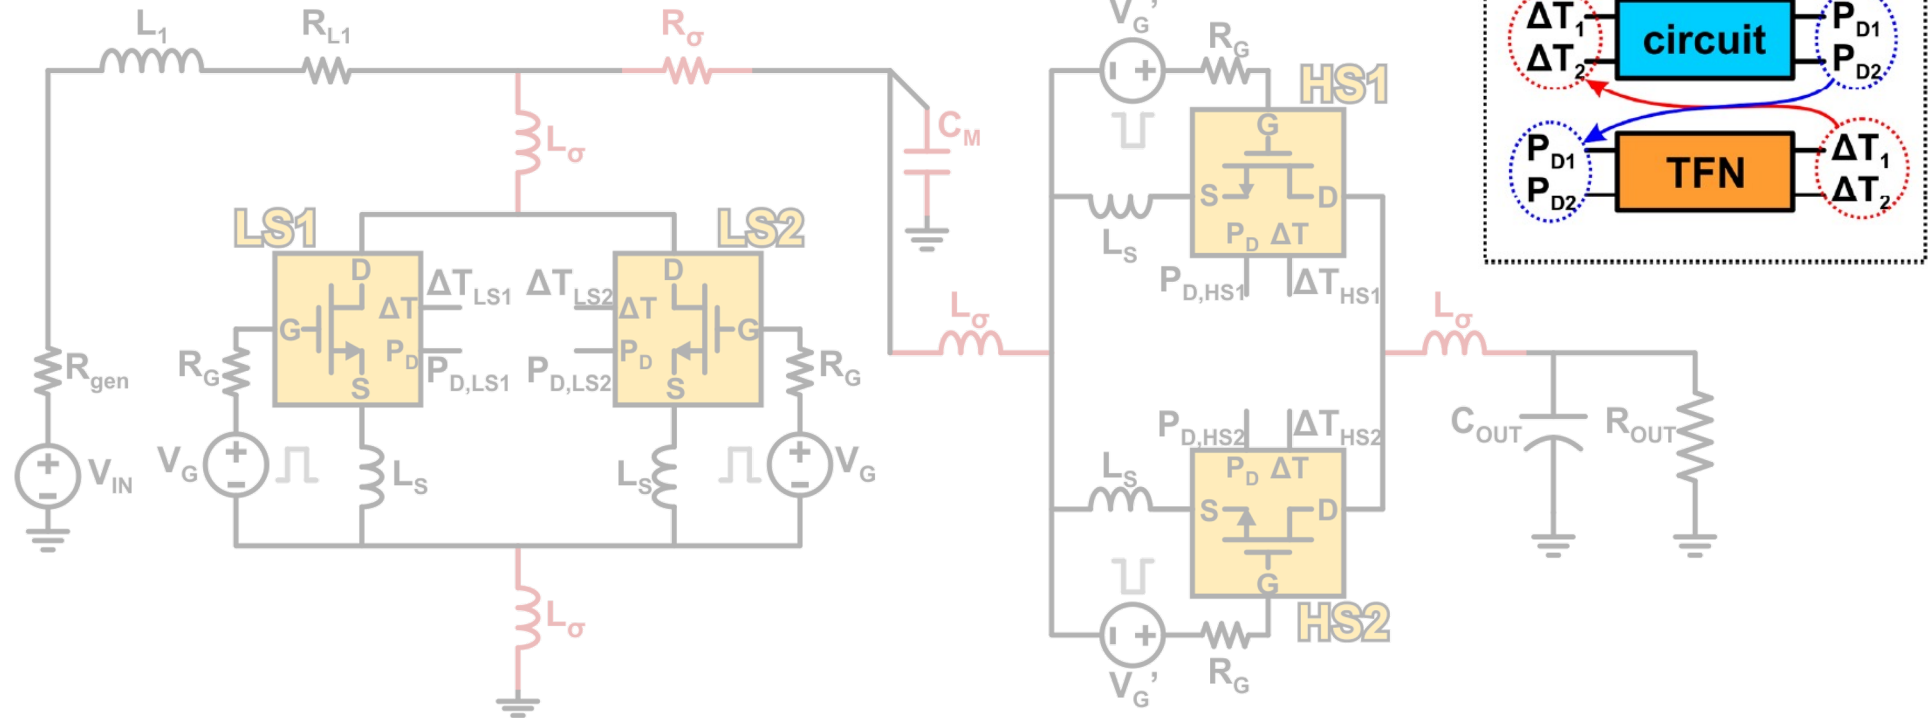 L1
RL1
Rσ
VG'
RG
HS1
ΔT1
circuit
PD1
ΔT2
PD2
Lσ
CM
G
S
D
PD ΔT
LS
PD,HS1
ΔTHS1
PD1
TFN
ΔT1
PD2
ΔT2
LS1
LS2
D
D
ΔTLS1
ΔTLS2
ΔT
ΔT
G
G
PD
PD
PD,LS1
PD,LS2
S
S
Rgen
RG
RG
Lσ
Lσ
VIN
VG
LS
LS
VG
PD,HS2
ΔTHS2
COUT
ROUT
LS
PD ΔT
S
D
G
HS2
Lσ
VG'
RG